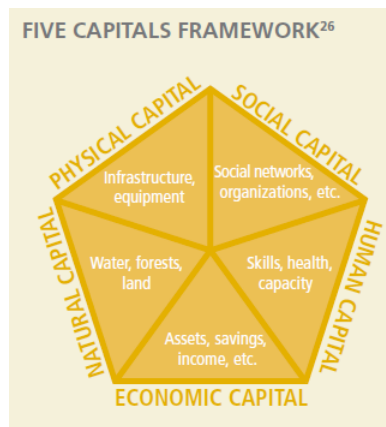 FIVE CAPITALS FRAMEWORK26
PHYSICAL CAPITAL
SOCIAL CAPITAL
Infrastructure,
equipment
Social networks,
organizations, etc.
NATURAL CAPITAL
Water, forests,
land
Skills, health,
capacity
HUMAN CAPITAL
Assets, savings,
income, etc.
ECONOMIC CAPITAL